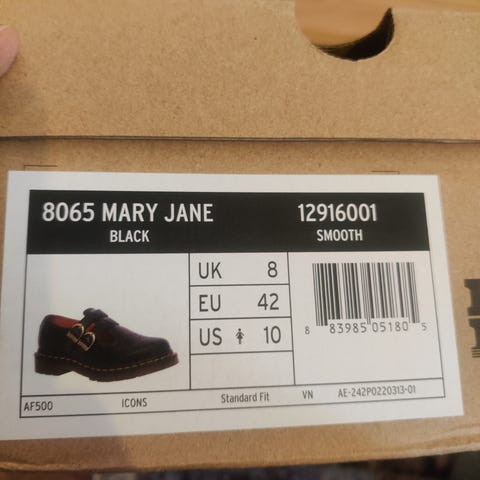 8065 MARY JANE 12916001
BLACK SMOOTH
UK 8
EU 42
US 10
8 83985 05180 5
AF500 ICONS Standard Fit VN AE-242P0220313-01